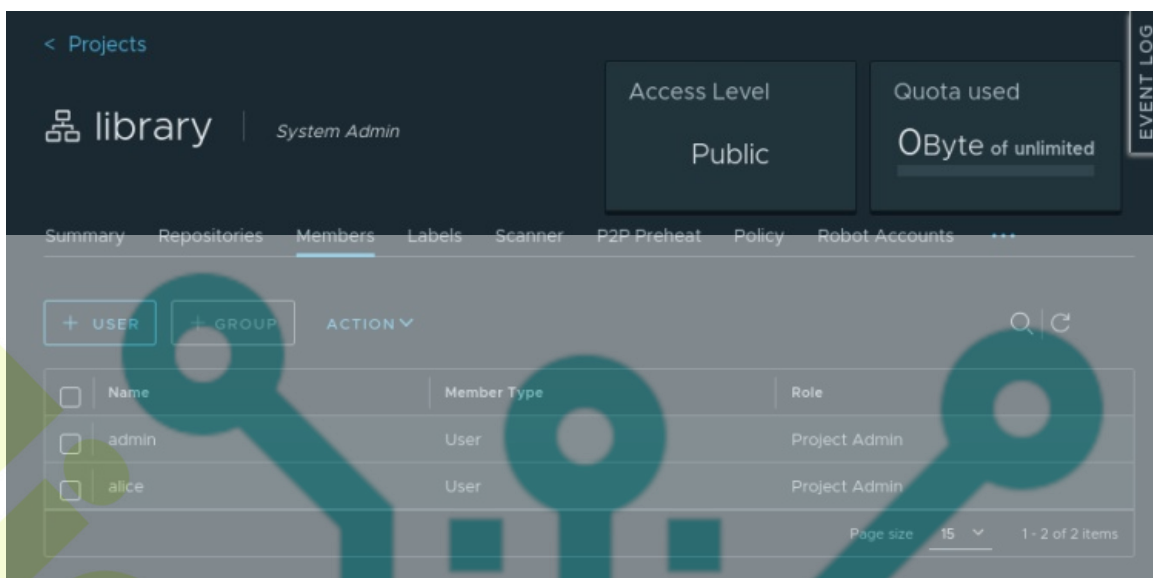 < Projects
EVENT LOG
library System Admin
Access Level
Public
Quota used
0Byte of unlimited
Summary Repositories Members Labels Scanner P2P Preheat Policy Robot Accounts ...
+ USER + GROUP ACTION
Name Member Type Role
admin User Project Admin
alice User Project Admin
Page size 15 1 - 2 of 2 items